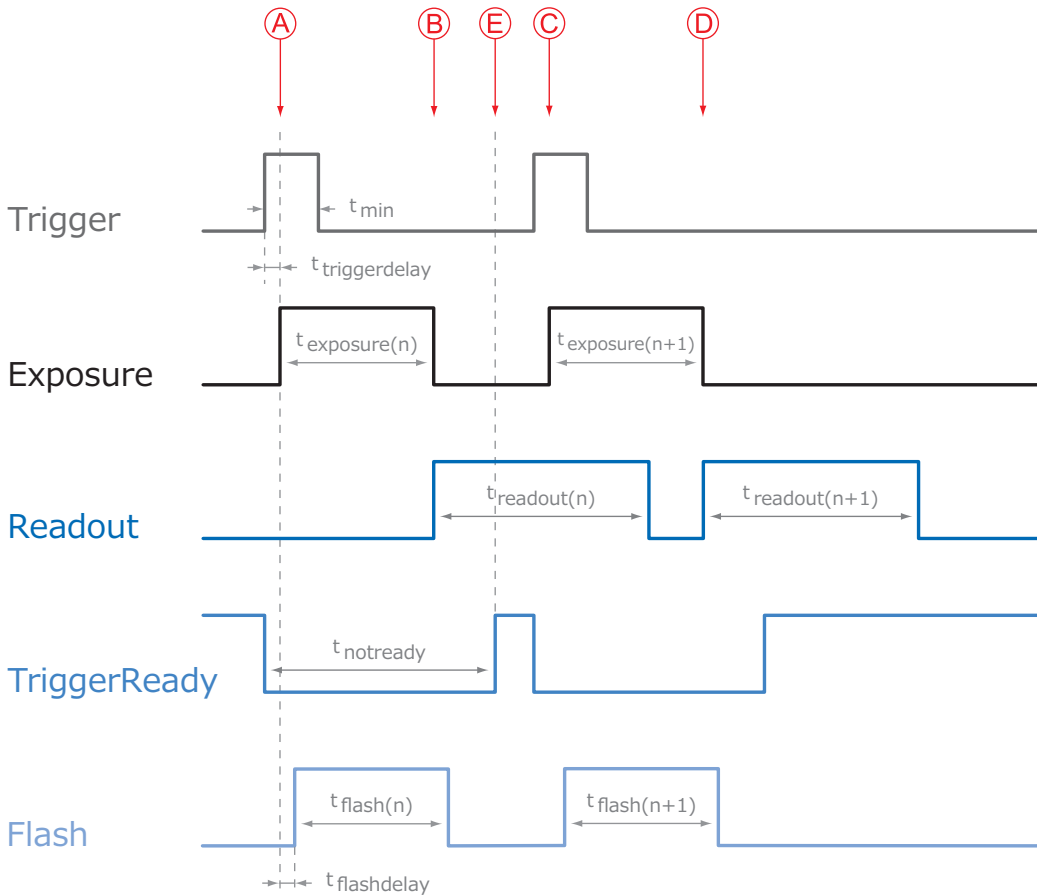 A B E C D
Trigger
t min
t triggerdelay
Exposure
t exposure(n)
t exposure(n+1)
Readout
t readout(n)
t readout(n+1)
TriggerReady
t notready
Flash
t flash(n)
t flash(n+1)
t flashdelay